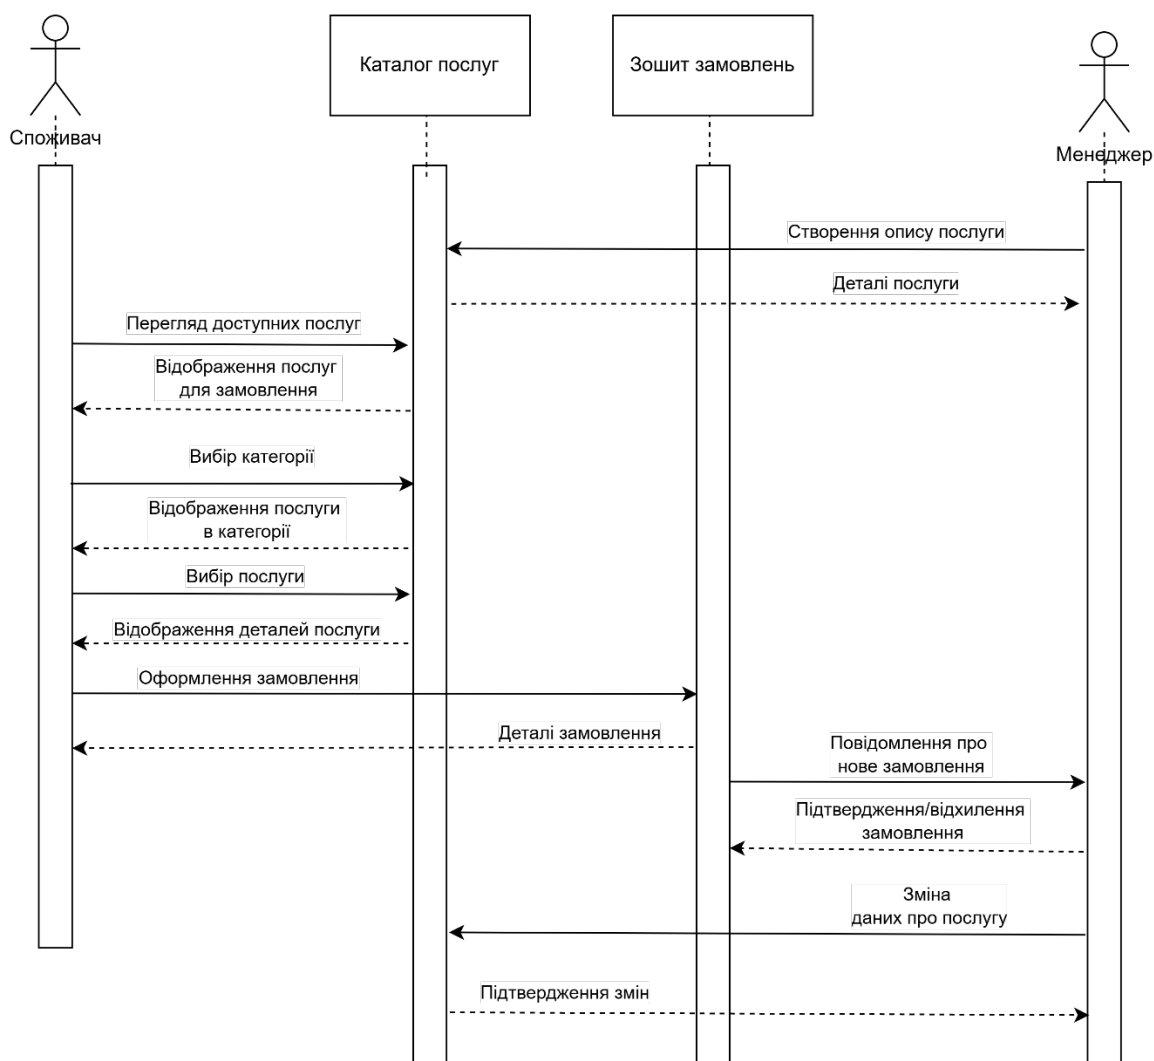 Каталог послуг
Зошит замовлень
Споживач
Менеджер
Створення опису послуги
Деталі послуги
Перегляд доступних послуг
Відображення послуг
для замовлення
Вибір категорії
Відображення послуги
в категорії
Вибір послуги
Відображення деталей послуги
Оформлення замовлення
Деталі замовлення
Повідомлення про
нове замовлення
Підтвердження/відхилення
замовлення
Зміна
даних про послугу
Підтвердження змін